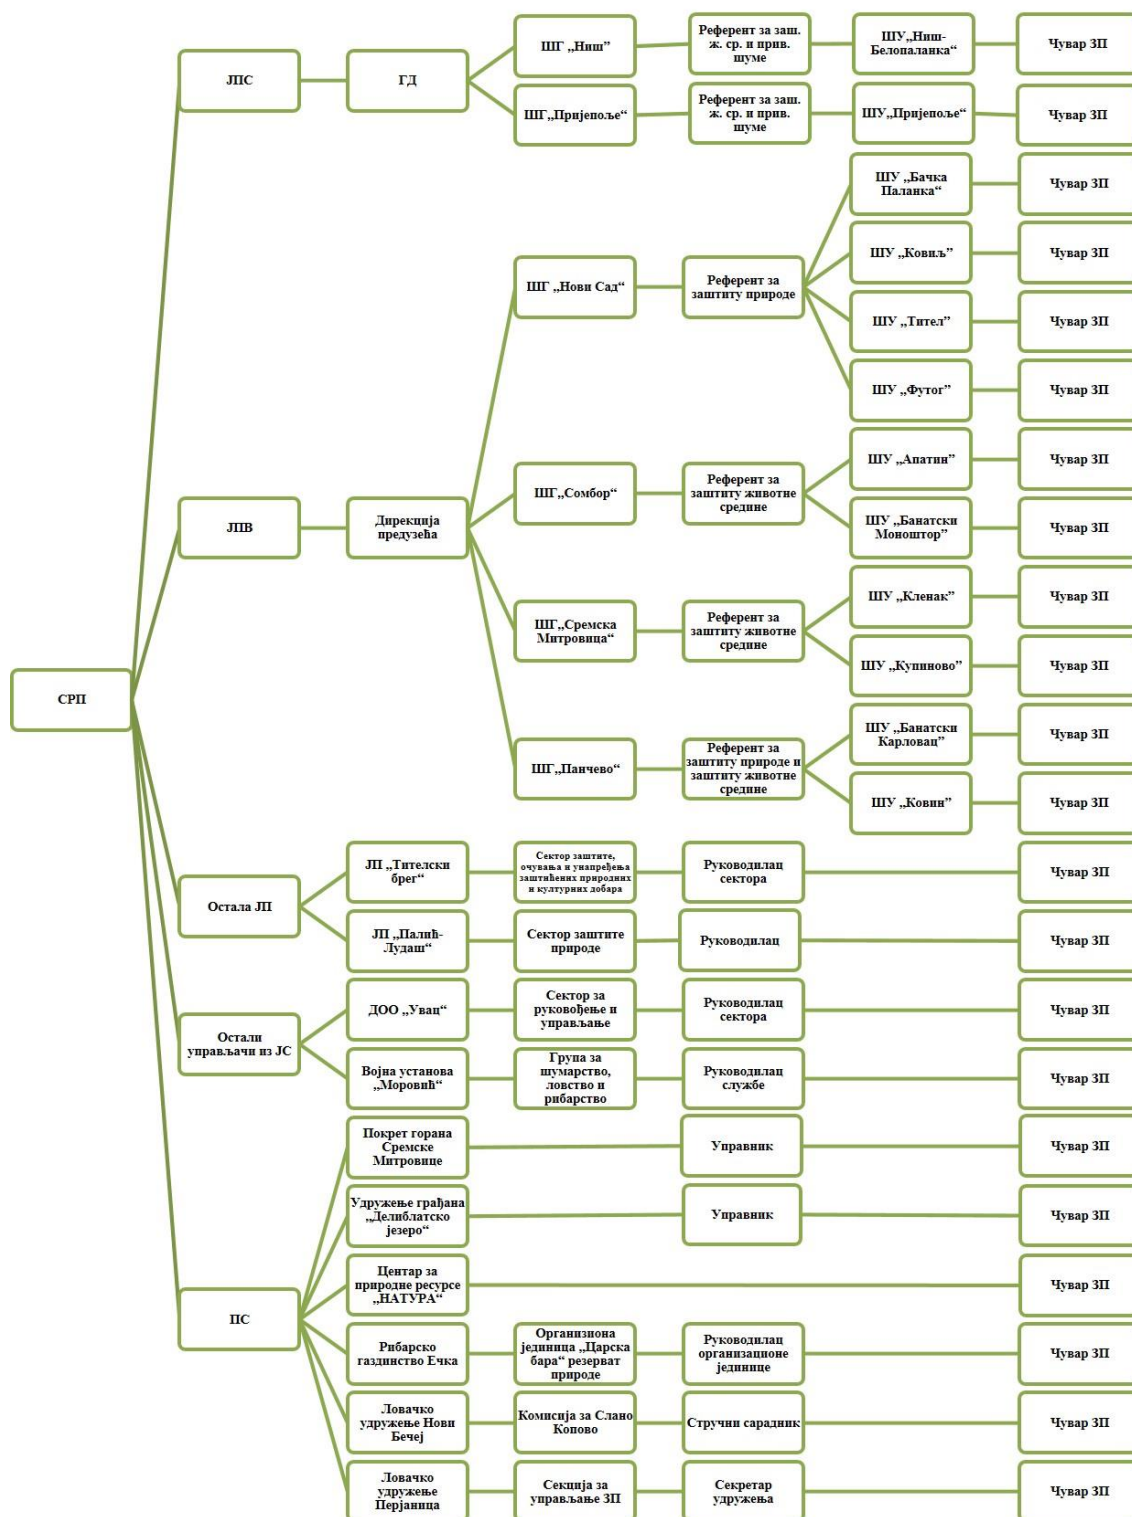 СРП
ЈПС
ГД
ШГ „Ниш”
Референт за заш.
ж. ср. и прив.
шуме
ШУ„Ниш-
Белопаланка“
Чувар ЗП
ШГ„Пријепоље“
Референт за заш.
ж. ср. и прив.
шуме
ШУ„Пријепоље“
Чувар ЗП
ЈПВ
Дирекција
предузећа
ШГ „Нови Сад“
Референт за
заштиту природе
ШУ „Бачка
Паланка“
Чувар ЗП
ШУ „Ковиљ”
Чувар ЗП
ШУ „Тител”
Чувар ЗП
ШУ „Футог”
Чувар ЗП
ШГ„Сомбор“
Референт за
заштиту животне
средине
ШУ „Апатин”
Чувар ЗП
ШУ „Банатски
Моноштор”
Чувар ЗП
ШГ„Сремска
Митровица“
Референт за
заштиту животне
средине
ШУ „Кленак”
Чувар ЗП
ШУ „Купиново”
Чувар ЗП
ШГ„Панчево“
Референт за
заштиту природе и
заштиту животне
средине
ШУ „Банатски
Карловац”
Чувар ЗП
ШУ „Ковин”
Чувар ЗП
Остала ЈП
ЈП „Тителски
брег“
Сектор заштите,
очувања и унапређења
заштићених природних
и културних добара
Руководилац
сектора
Чувар ЗП
ЈП „Палић-
Лудаш“
Сектор заштите
природе
Руководилац
Чувар ЗП
Остали
управљачи из ЈС
ДОО „Увац“
Сектор за
руковођење и
управљање
Руководилац
сектора
Чувар ЗП
Војна установа
„Моровић“
Група за
шумарство,
ловство и
рибарство
Руководилац
службе
Чувар ЗП
ПС
Покрет горана
Сремске
Митровице
Управник
Чувар ЗП
Удружење грађана
„Делиблатско
језеро“
Управник
Чувар ЗП
Центар за
природне ресурсе
„НАТУРА“
Чувар ЗП
Рибарско
газдинство Ечка
Организиона
јединица „Царска
бара“ резерват
природе
Руководилац
организационе
јединице
Чувар ЗП
Ловачко
удружење Нови
Бечеј
Комисија за Слано
Копово
Стручни сарадник
Чувар ЗП
Ловачко
удружење
Перјаница
Секција за
управљање ЗП
Секретар
удружења
Чувар ЗП